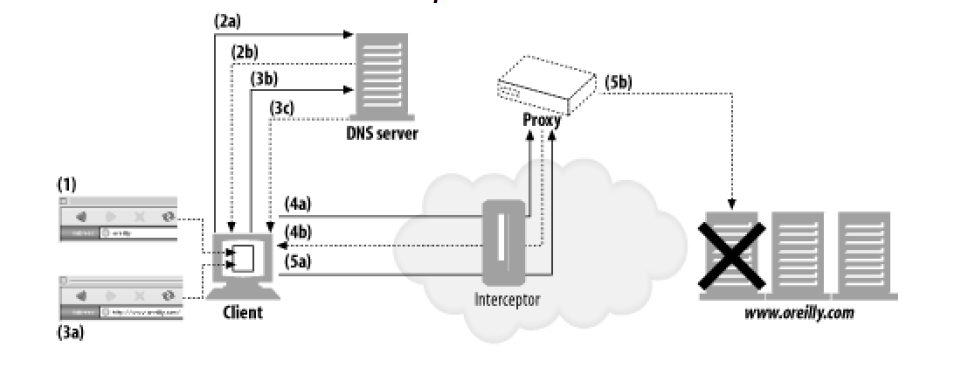 (2a)
(2b)
(3b)
(3c)
DNS server
(5b)
Proxy
(1)
oreilly
(4a)
(4b)
(5a)
Interceptor
Client
http://www.oreilly.com/
(3a)
www.oreilly.com